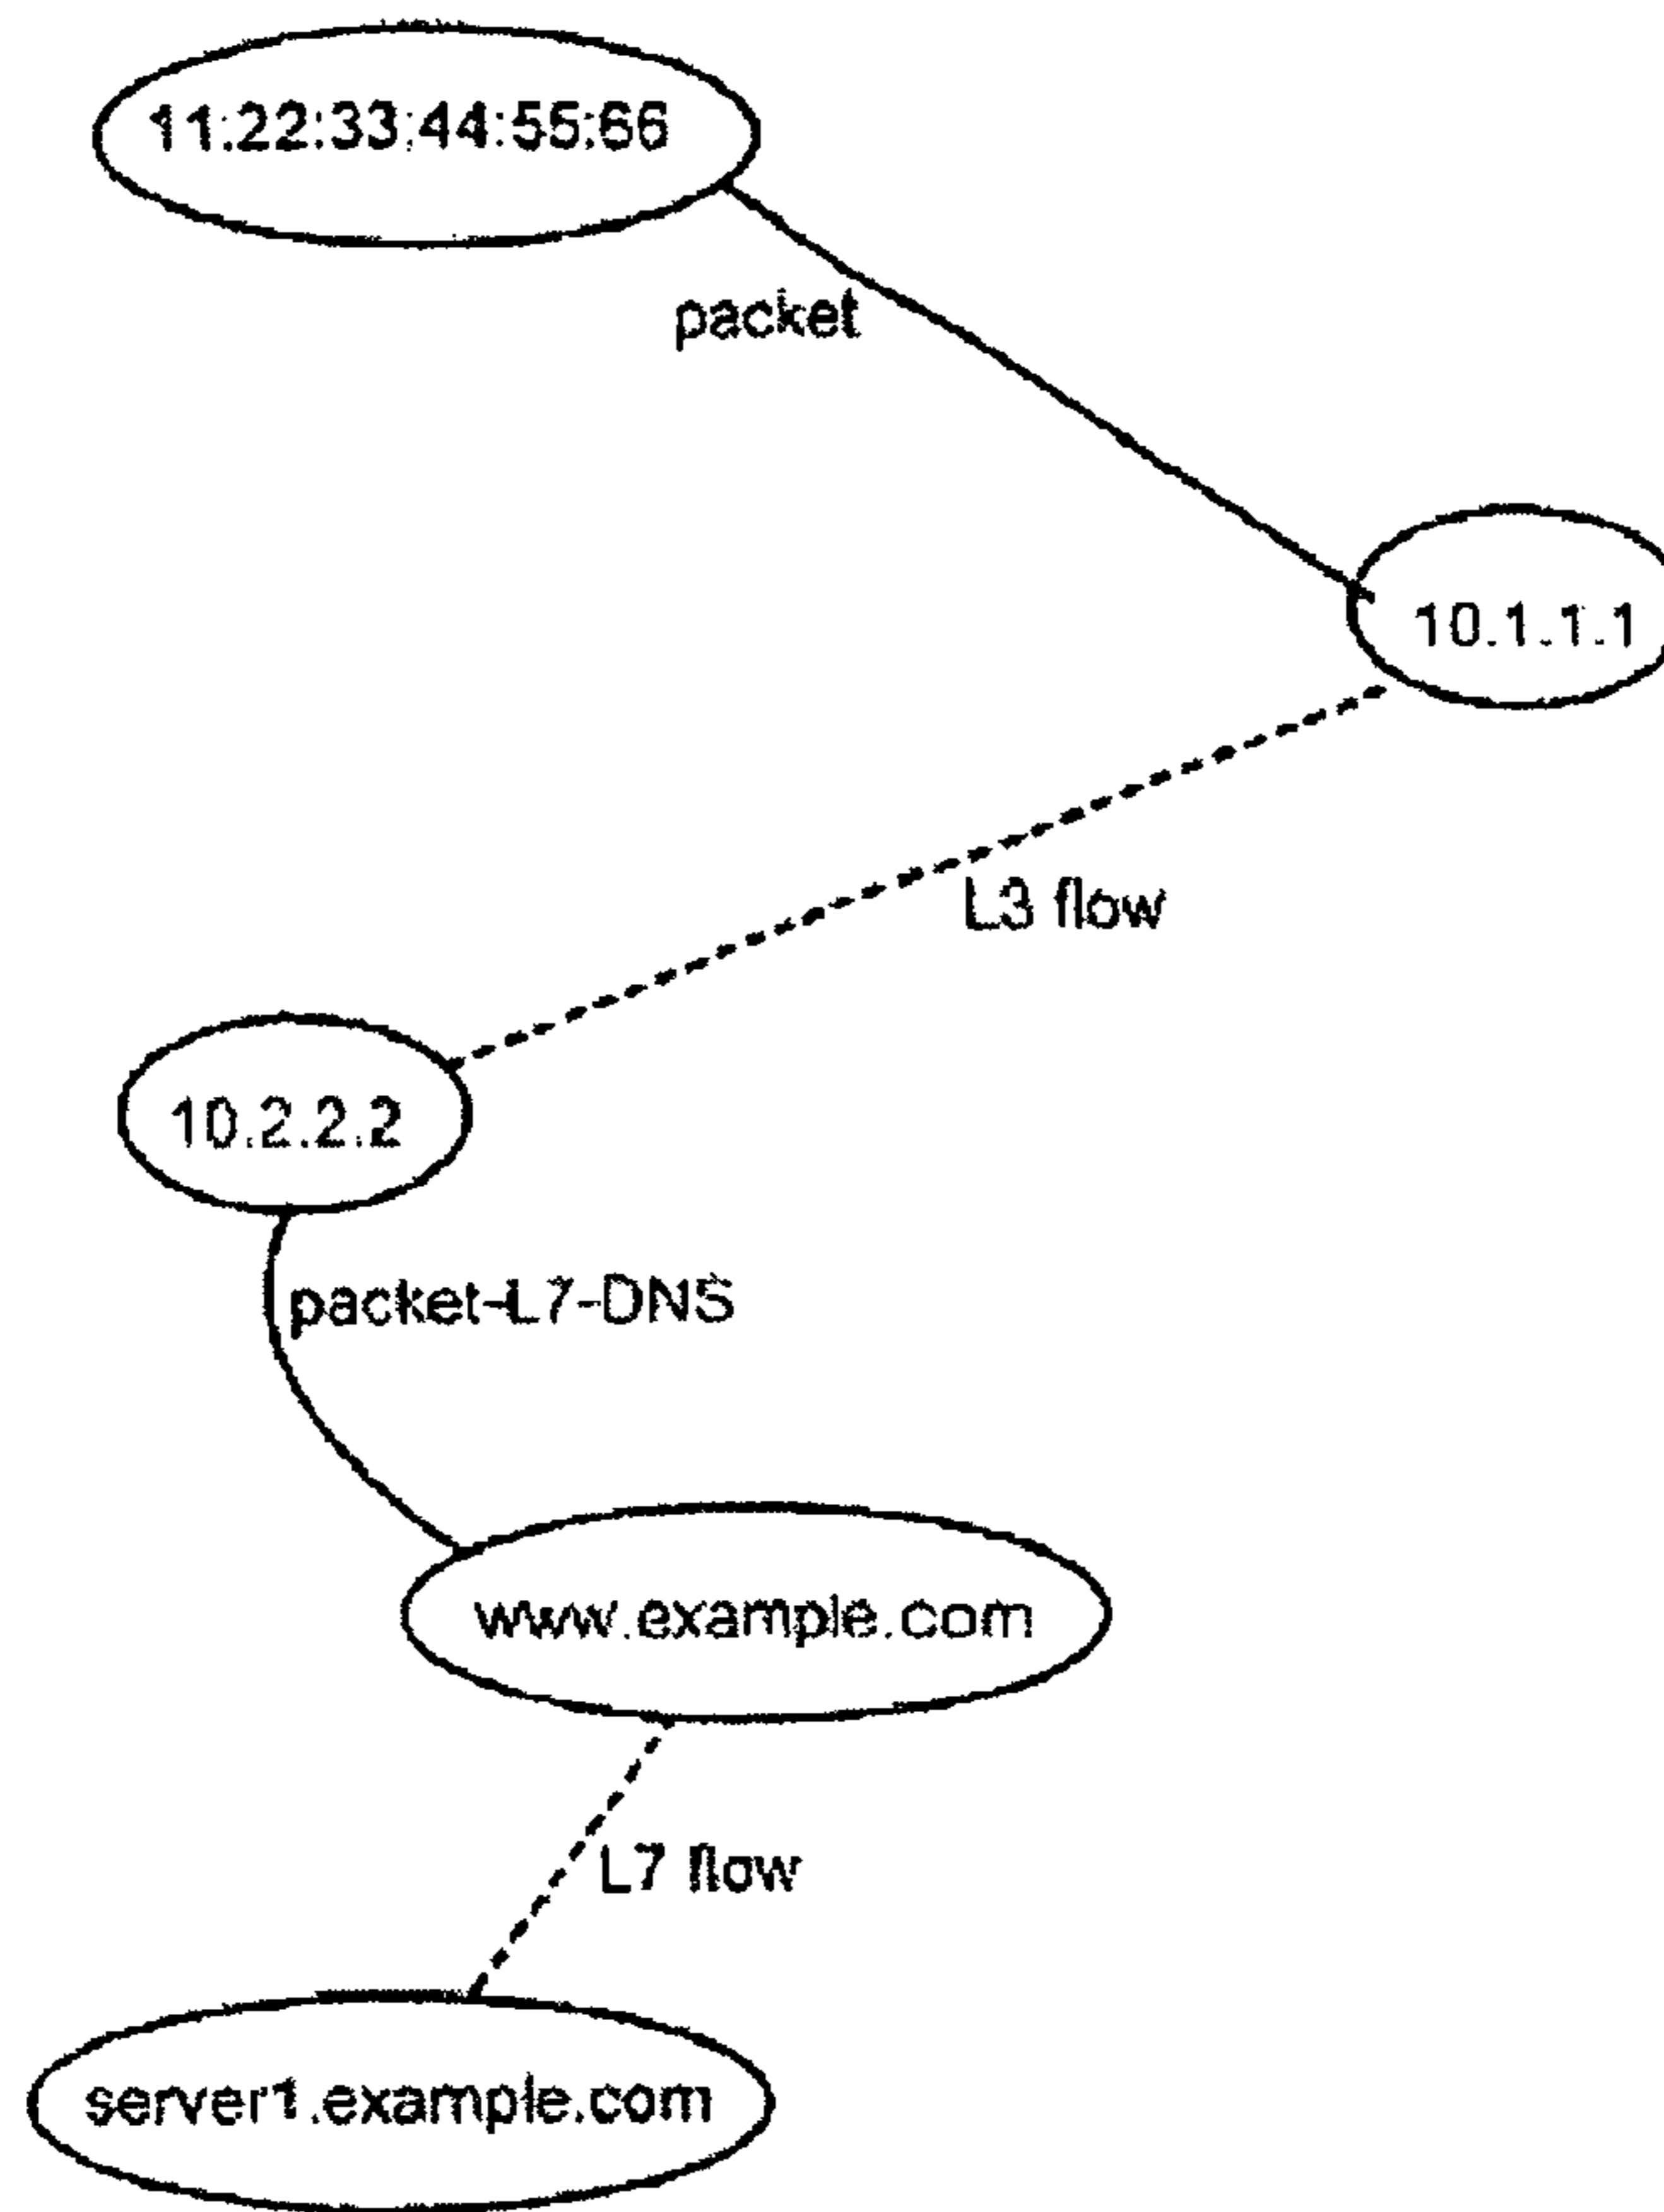 11:22:33:44:55:66
packet
10.1.1.1
L3 flow
10.2.2.2
packet-L7-DNS
www.example.com
L7 flow
server1.example.com